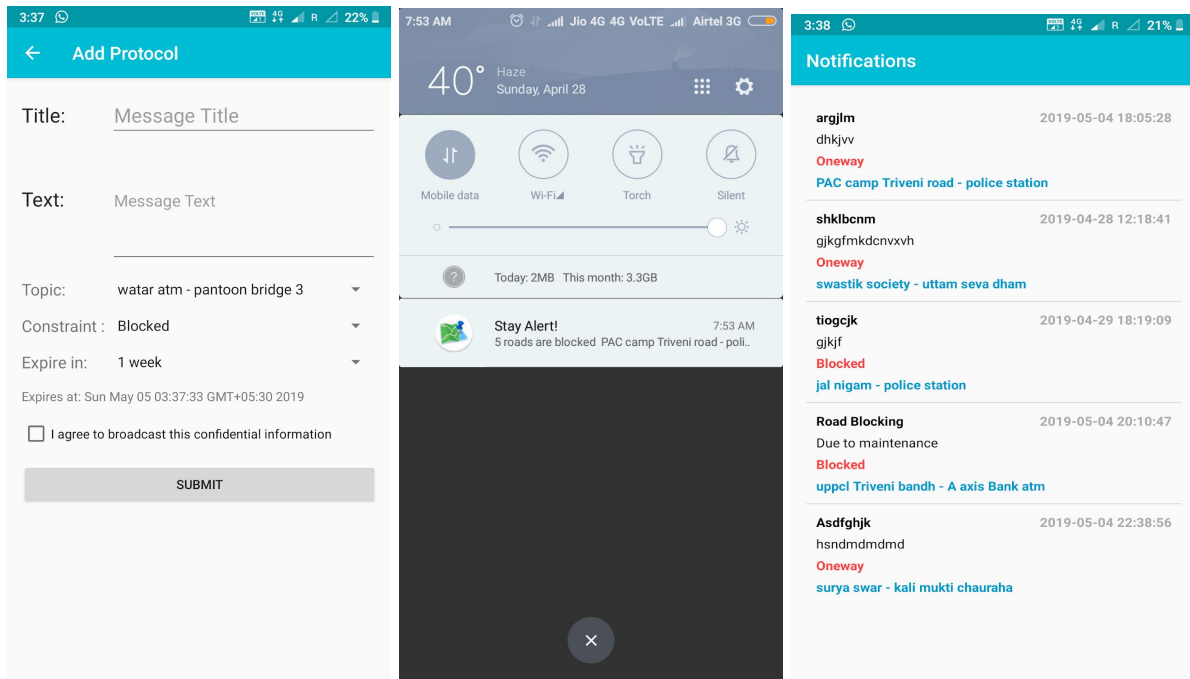 3:37 VOLTE 4G R 22%
Add Protocol
Title: Message Title
Text: Message Text
Topic: watar atm - pantoon bridge 3
Constraint : Blocked
Expire in: 1 week
Expires at: Sun May 05 03:37:33 GMT+05:30 2019
I agree to broadcast this confidential information
SUBMIT
7:53 AM Jio 4G 4G VoLTE Airtel 3G
40° Haze
Sunday, April 28
Mobile data Wi-Fi Torch Silent
? Today: 2MB This month: 3.3GB
Stay Alert! 7:53 AM
5 roads are blocked PAC camp Triveni road - poli..
3:38 VOLTE 4G R 21%
Notifications
argjlm 2019-05-04 18:05:28
dhkjvv
Oneway
PAC camp Triveni road - police station
shklbcnm 2019-04-28 12:18:41
gjkgfmkdcnvxvh
Oneway
swastik society - uttam seva dham
tiogcjk 2019-04-29 18:19:09
gjkjf
Blocked
jal nigam - police station
Road Blocking 2019-05-04 20:10:47
Due to maintenance
Blocked
uppcl Triveni bandh - A axis Bank atm
Asdfghjk 2019-05-04 22:38:56
hsndmdmdmd
Oneway
surya swar - kali mukti chauraha